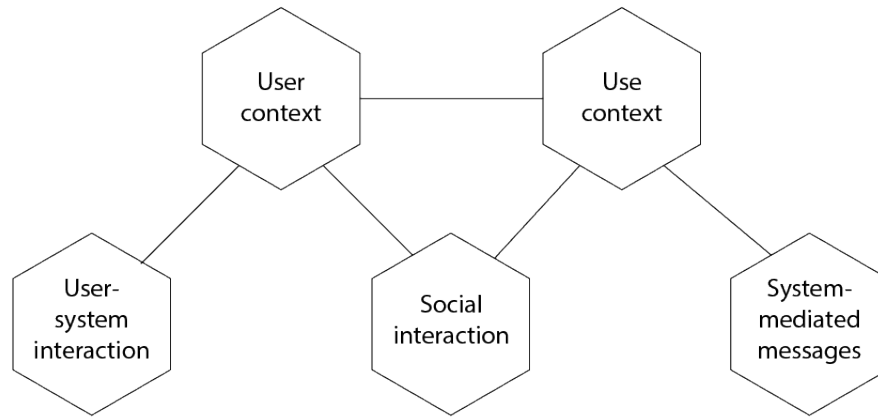 User
context
Use
context
User-
system
interaction
Social
interaction
System-
mediated
messages